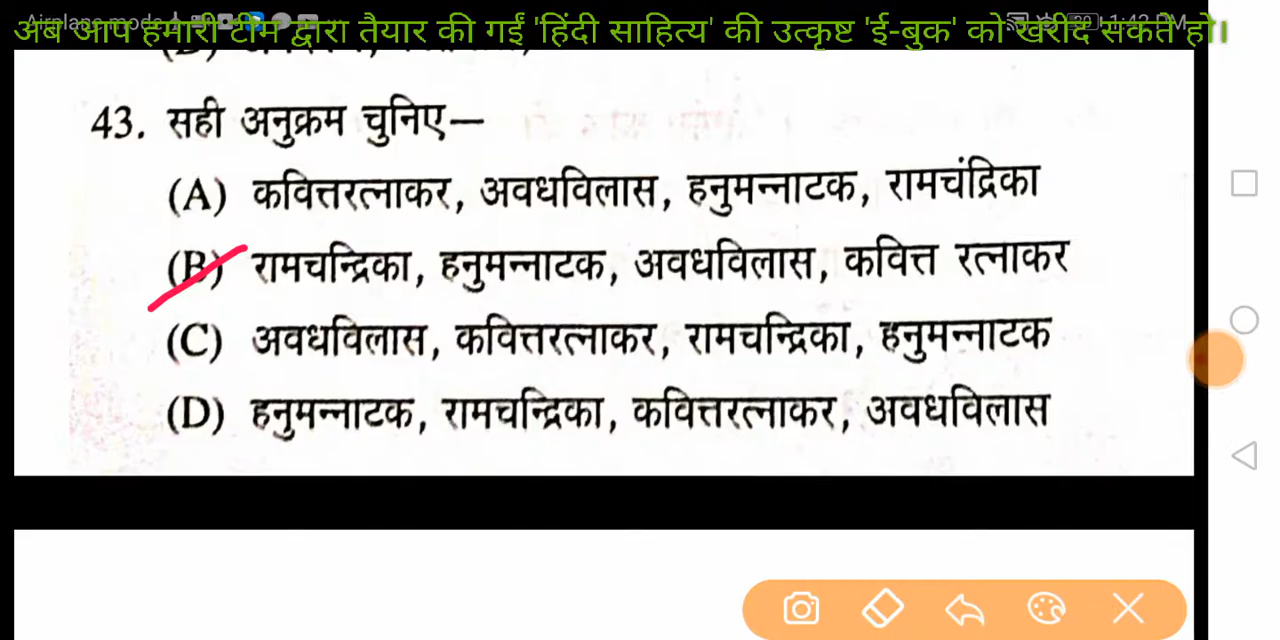 अब आप हमारी टीम द्वारा तैयार की गई 'हिंदी साहित्य' की उत्कृष्ट 'ई-बुक' को खरीद सकते हो।
43. सही अनुक्रम चुनिए—
(A) कवित्तरत्नाकर, अवधविलास, हनुमन्नाटक, रामचंद्रिका
(B) रामचन्द्रिका, हनुमन्नाटक, अवधविलास, कवित्त रत्नाकर
(C) अवधविलास, कवित्तरत्नाकर, रामचन्द्रिका, हनुमन्नाटक
(D) हनुमन्नाटक, रामचन्द्रिका, कवित्तरत्नाकर, अवधविलास